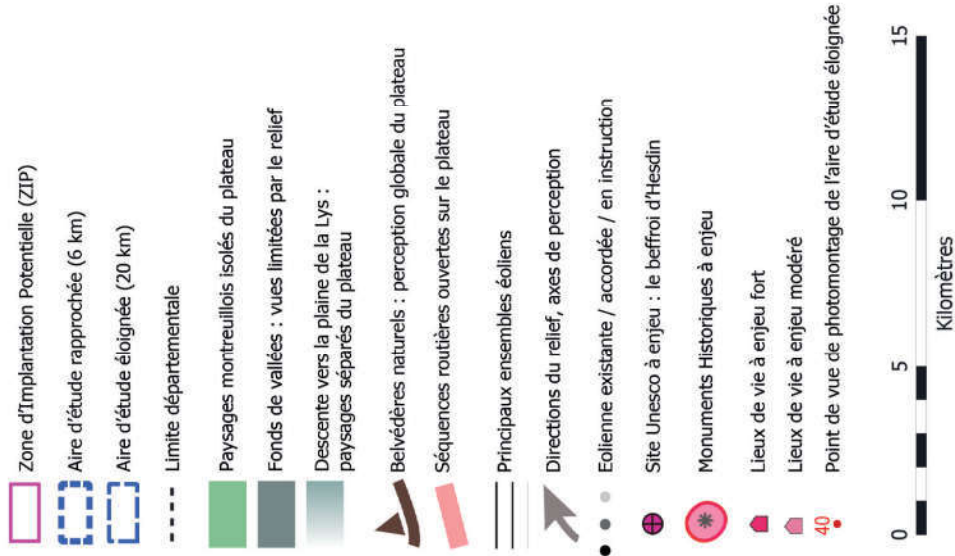 Zone d'Implantation Potentielle (ZIP)
Aire d'étude rapprochée (6 km)
Aire d'étude éloignée (20 km)
Limite départementale
Paysages montreuillois isolés du plateau
Fonds de vallées : vues limitées par le relief
Descente vers la plaine de la Lys :
paysages séparés du plateau
Belvédères naturels : perception globale du plateau
Séquences routières ouvertes sur le plateau
Principaux ensembles éoliens
Directions du relief, axes de perception
Eolienne existante / accordée / en instruction
Site Unesco à enjeu : le beffroi d'Hesdin
Monuments Historiques à enjeu
Lieux de vie à enjeu fort
Lieux de vie à enjeu modéré
40 Point de vue de photomontage de l'aire d'étude éloignée
0 5 10 15
Kilomètres